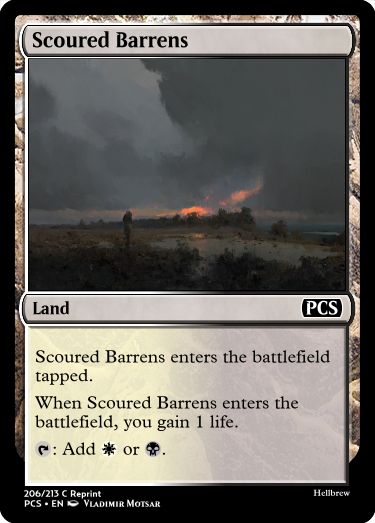 Scoured Barrens
Land
PCS
Scoured Barrens enters the battlefield
tapped.
When Scoured Barrens enters the
battlefield, you gain 1 life.
: Add or .
206/213 C Reprint
Hellbrew
PCS • EN Vladimir Motsar